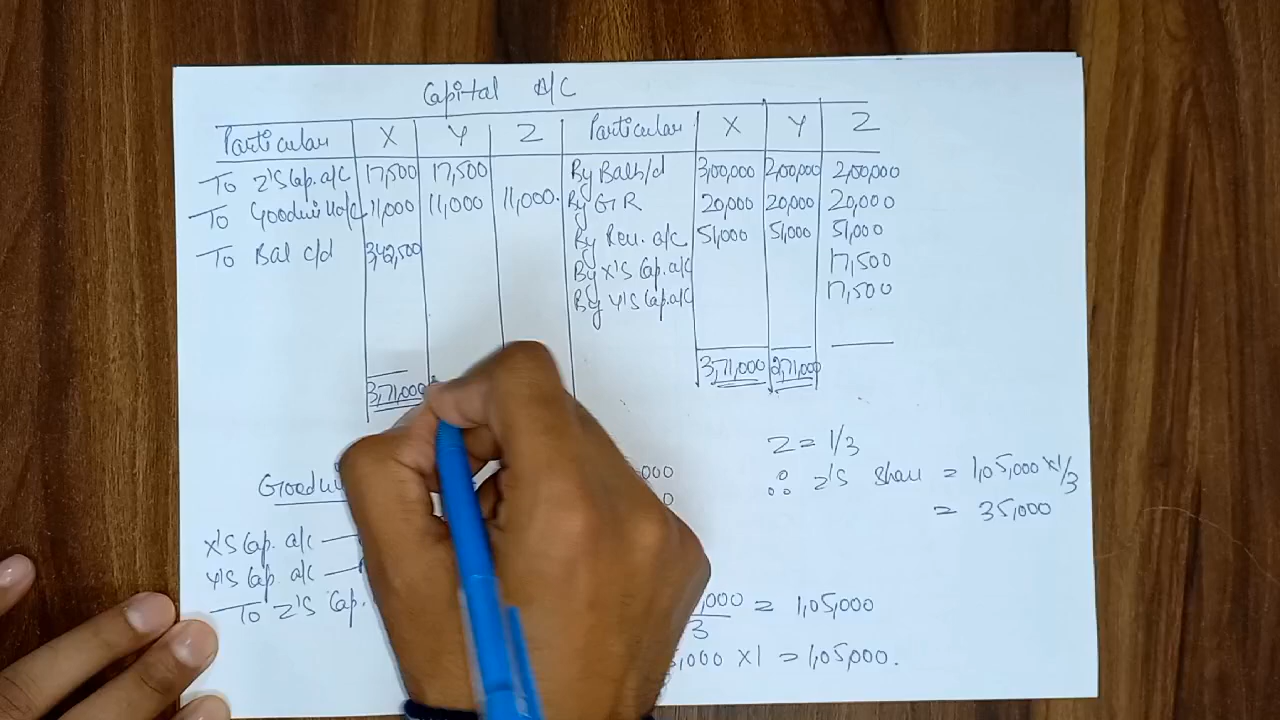 Capital A/C
Particular X Y Z Particular X Y Z
To Z'S Cap. a/c 17,500 17,500 By Bal b/d 3,00,000 2,00,000 2,00,000
To Goodwill a/c 11,000 11,000 11,000. By G R 20,000 20,000 20,000
To Bal c/d 3,42,500 By Rev. a/c 51,000 51,000 51,000
By X'S Cap. a/c 17,500
By Y'S Cap. a/c 17,500
3,71,000 3,71,000 2,71,000
Z = 1/3
∴ Z'S Share = 1,05,000 X 1/3
= 35,000
X'S Cap. a/c —
Y'S Cap. a/c —
To Z'S Cap.
,000 / 3 = 1,05,000
,000 X 1 = 1,05,000.